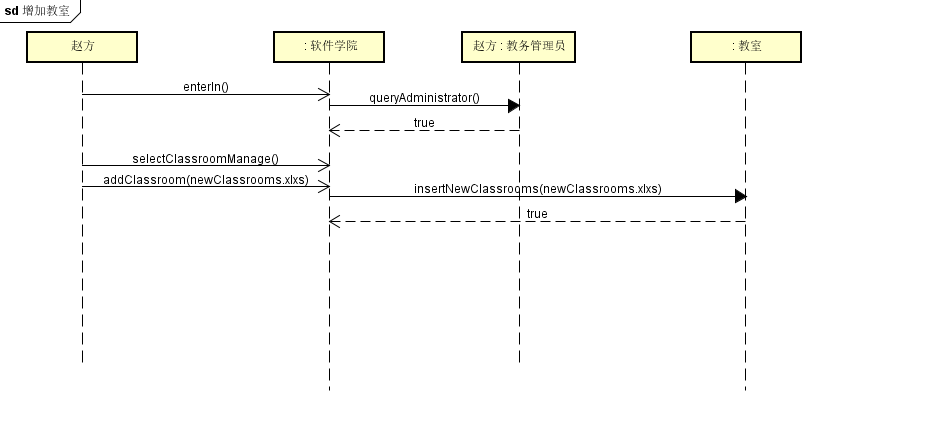 sd 增加教室
赵方
: 软件学院
赵方 : 教务管理员
: 教室
enterIn()
queryAdministrator()
true
selectClassroomManage()
addClassroom(newClassrooms.xlxs)
insertNewClassrooms(newClassrooms.xlxs)
true